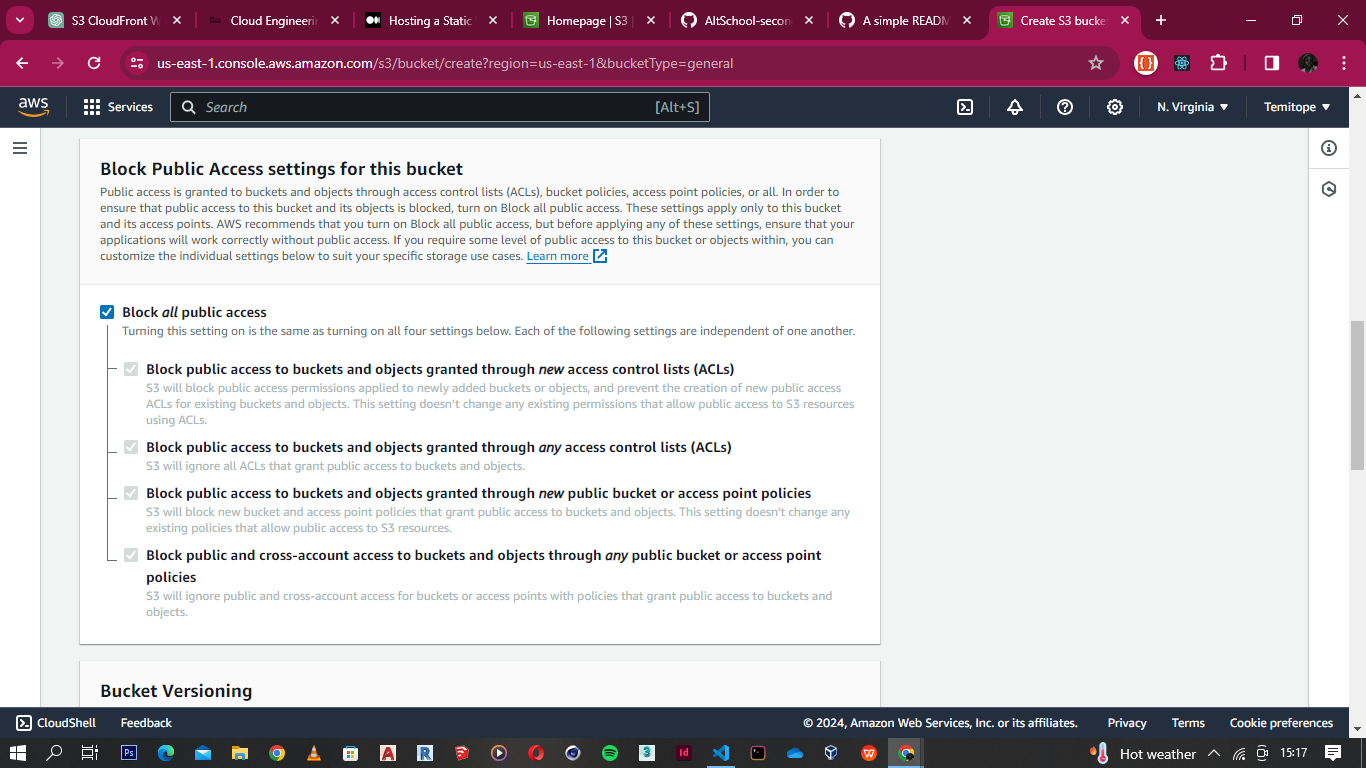 S3 CloudFront W
Cloud Engineerin
Hosting a Static
Homepage | S3 |
AltSchool-secon
A simple README
Create S3 bucket
us-east-1.console.aws.amazon.com/s3/bucket/create?region=us-east-1&bucketType=general
aws
Services
Search
[Alt+S]
N. Virginia
Temitope
Block Public Access settings for this bucket
Public access is granted to buckets and objects through access control lists (ACLs), bucket policies, access point policies, or all. In order to
ensure that public access to this bucket and its objects is blocked, turn on Block all public access. These settings apply only to this bucket
and its access points. AWS recommends that you turn on Block all public access, but before applying any of these settings, ensure that your
applications will work correctly without public access. If you require some level of public access to this bucket or objects within, you can
customize the individual settings below to suit your specific storage use cases. Learn more
Block all public access
Turning this setting on is the same as turning on all four settings below. Each of the following settings are independent of one another.
Block public access to buckets and objects granted through new access control lists (ACLs)
S3 will block public access permissions applied to newly added buckets or objects, and prevent the creation of new public access
ACLs for existing buckets and objects. This setting doesn't change any existing permissions that allow public access to S3 resources
using ACLs.
Block public access to buckets and objects granted through any access control lists (ACLs)
S3 will ignore all ACLs that grant public access to buckets and objects.
Block public access to buckets and objects granted through new public bucket or access point policies
S3 will block new bucket and access point policies that grant public access to buckets and objects. This setting doesn't change any
existing policies that allow public access to S3 resources.
Block public and cross-account access to buckets and objects through any public bucket or access point
policies
S3 will ignore public and cross-account access for buckets or access points with policies that grant public access to buckets and
objects.
Bucket Versioning
CloudShell
Feedback
© 2024, Amazon Web Services, Inc. or its affiliates.
Privacy
Terms
Cookie preferences
Ps
A
R
3
Id
Hot weather
15:17